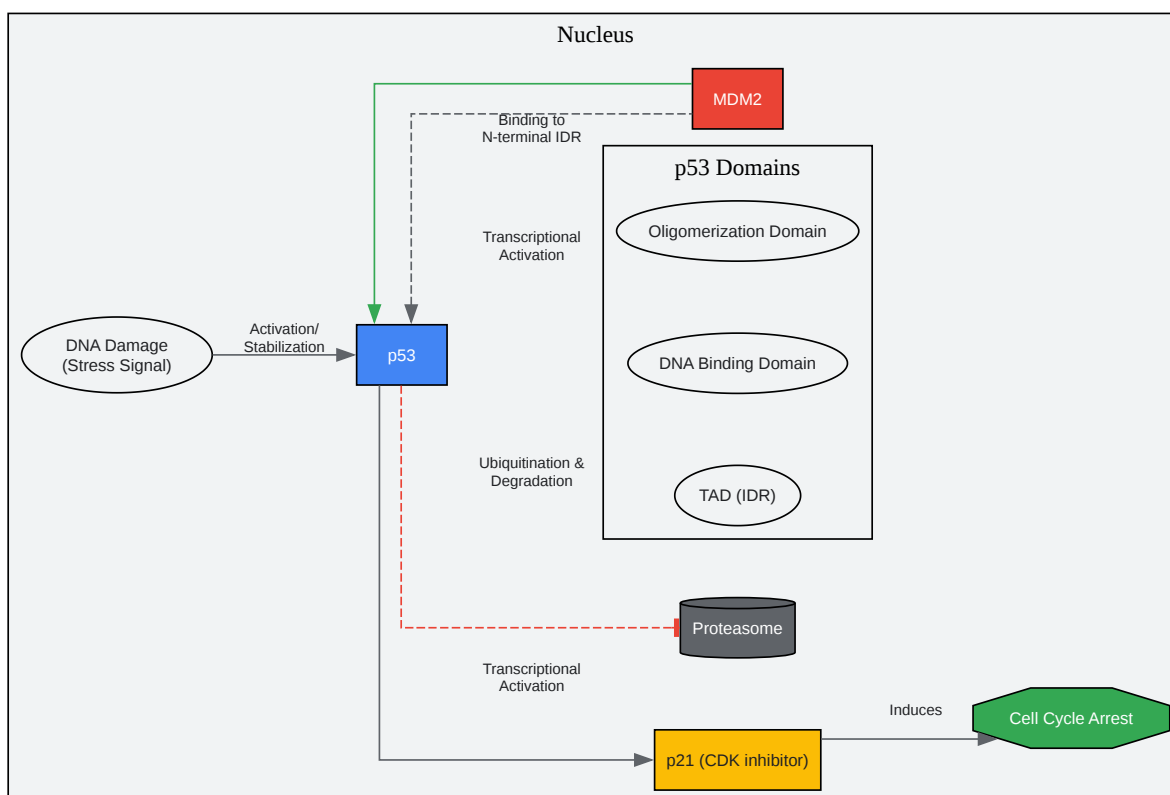 Nucleus
MDM2
Binding to
N-terminal IDR
p53 Domains
Oligomerization Domain
Transcriptional
Activation
DNA Damage
(Stress Signal)
Activation/
Stabilization
p53
DNA Binding Domain
Ubiquitination &
Degradation
TAD (IDR)
Proteasome
Transcriptional
Activation
p21 (CDK inhibitor)
Induces
Cell Cycle Arrest